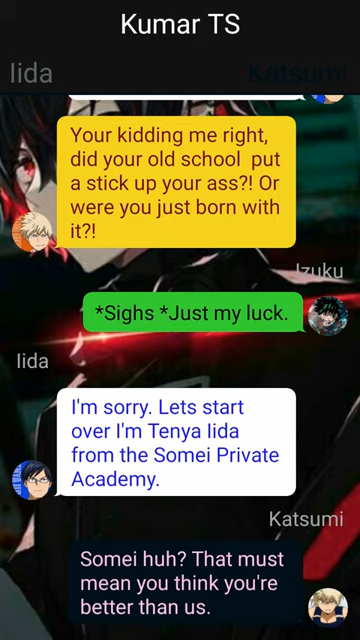 Kumar TS
Iida
Katsumi
Your kidding me right,
did your old school put
a stick up your ass?! Or
were you just born with
it?!
Izuku
*Sighs *Just my luck.
Iida
I'm sorry. Lets start
over I'm Tenya Iida
from the Somei Private
Academy.
Katsumi
Somei huh? That must
mean you think you're
better than us.